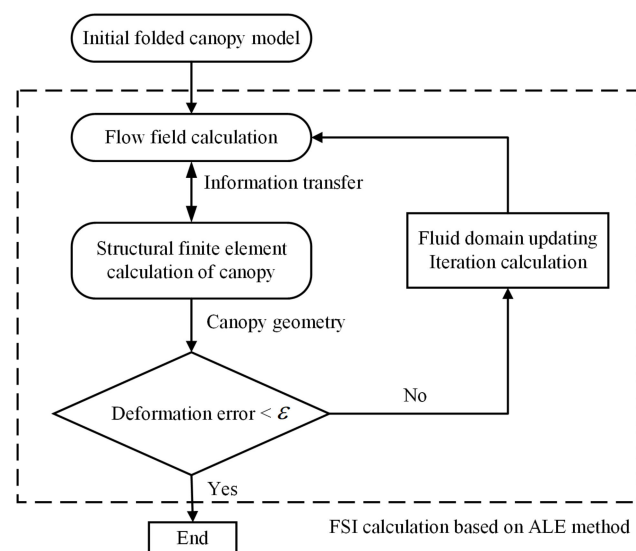 Initial folded canopy model
Flow field calculation
Information transfer
Structural finite element
calculation of canopy
Fluid domain updating
Iteration calculation
Canopy geometry
Deformation error < ε
No
Yes
End
FSI calculation based on ALE method